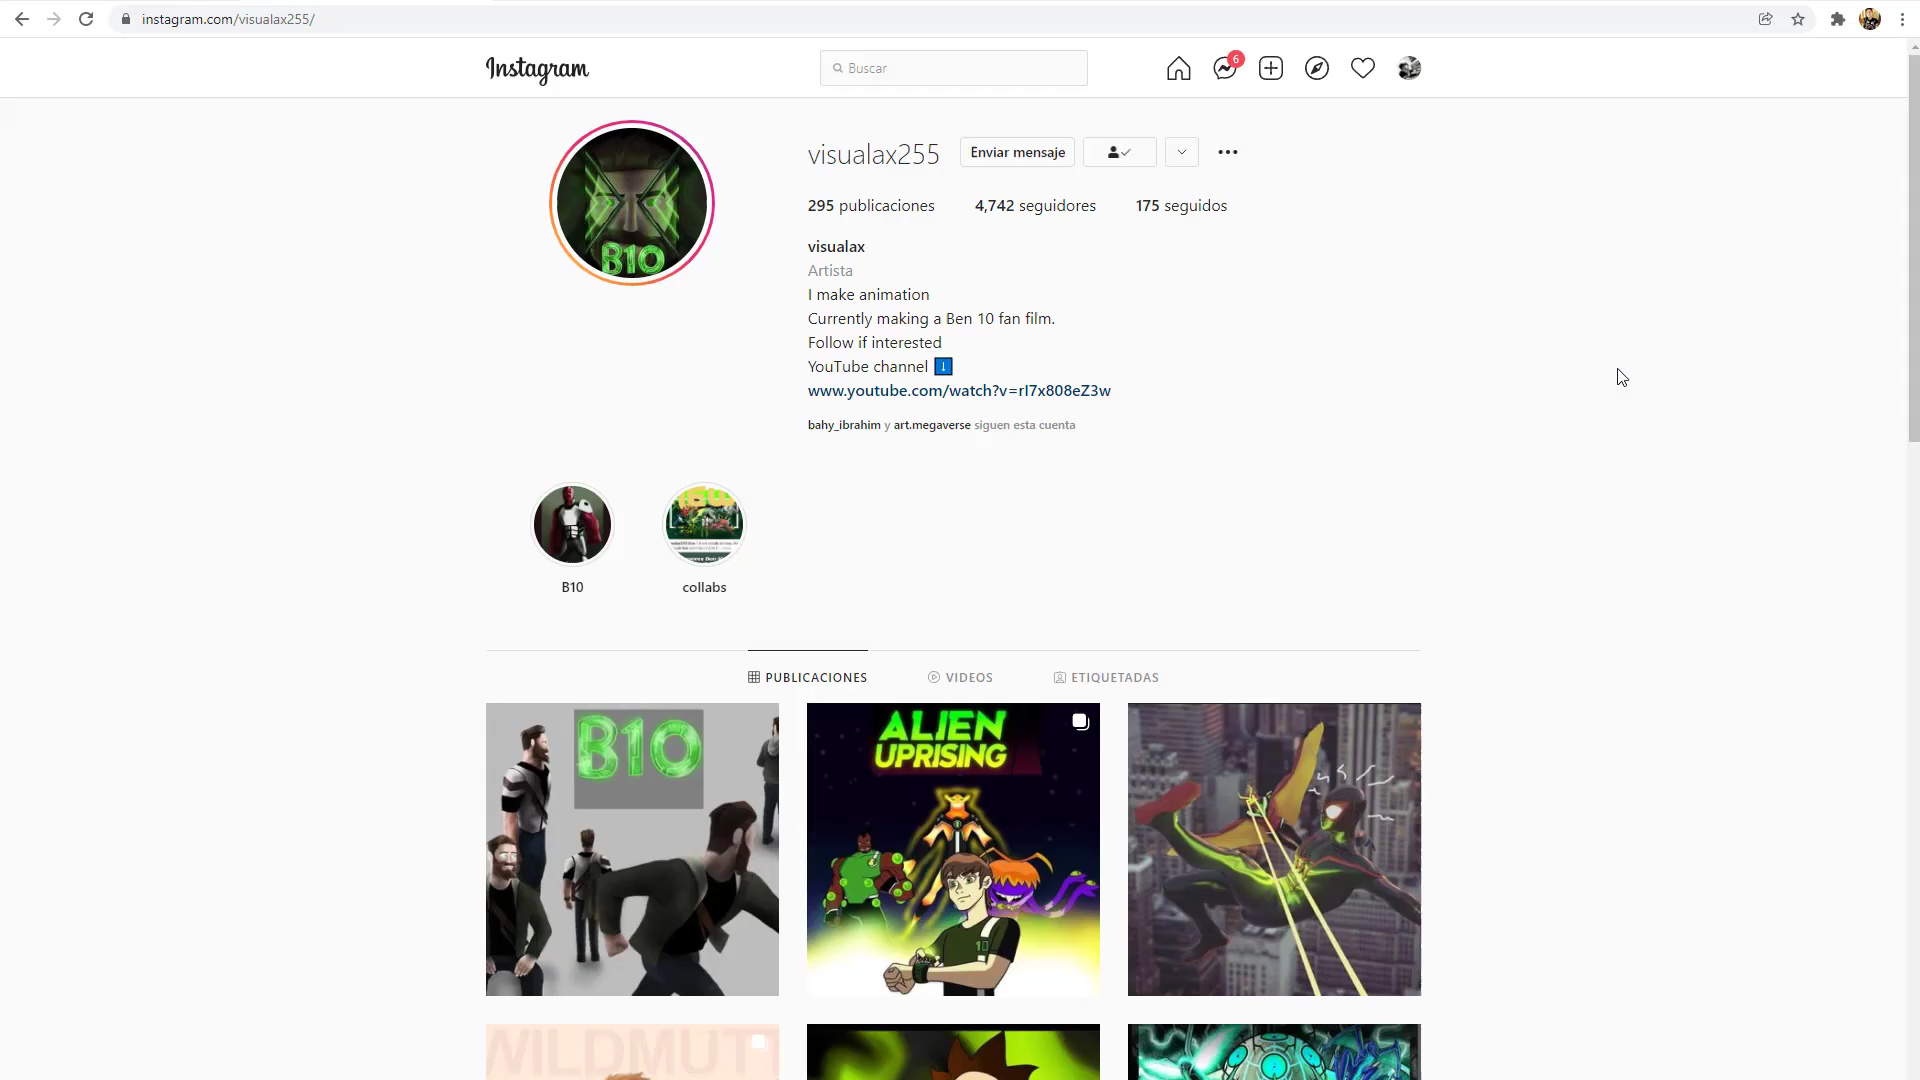 instagram.com/visualax255/
Instagram
Buscar
6
B10
visualax255
Enviar mensaje
295 publicaciones
4,742 seguidores
175 seguidos
visualax
Artista
I make animation
Currently making a Ben 10 fan film.
Follow if interested
YouTube channel ⬇️
www.youtube.com/watch?v=rI7x808eZ3w
bahy_ibrahim y art.megaverse siguen esta cuenta
B10
collabs
PUBLICACIONES
VIDEOS
ETIQUETADAS
B10
ALIEN
UPRISING
10
WILDMUTT